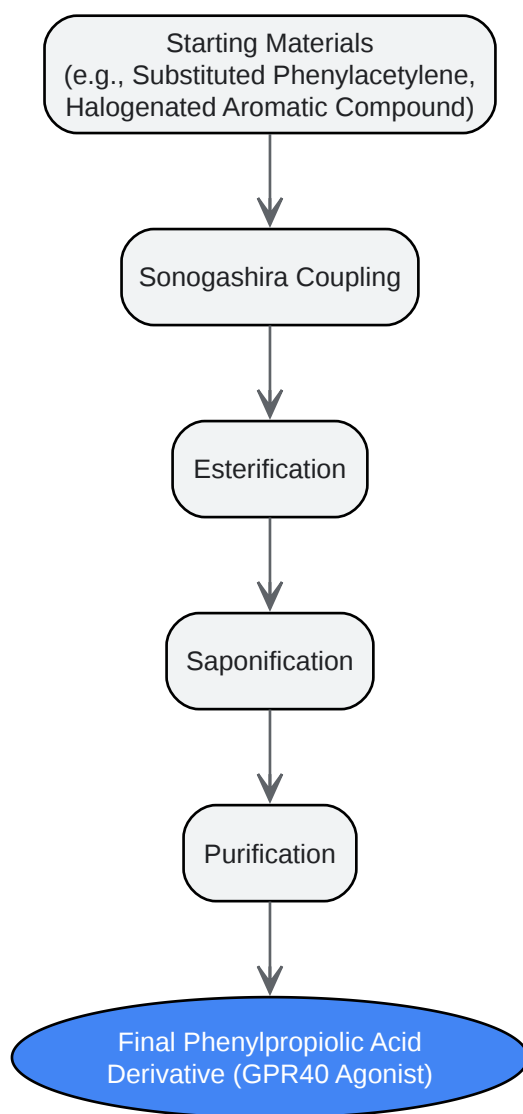 Starting Materials
(e.g., Substituted Phenylacetylene,
Halogenated Aromatic Compound)
Sonogashira Coupling
Esterification
Saponification
Purification
Final Phenylpropiolic Acid
Derivative (GPR40 Agonist)